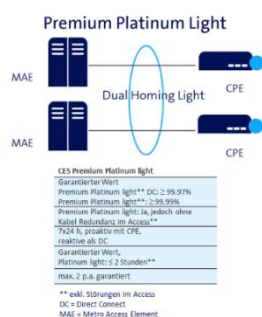 Premium Platinum Light
MAE
CPE
Dual Homing Light
MAE
CPE
CES Premium Platinum light
Garantierter Wert
Premium Platinum light** DC: ≥ 99.97%
Premium Platinum light**: ≥ 99.99%
Premium Platinum light: Ja, jedoch ohne
Kabel Redundanz im Access**
7x24 h, proaktiv mit CPE,
reaktive als DC
Garantierter Wert,
Platinum light: ≤ 2 Stunden**
max. 2 p.a. garantiert
** exkl. Störungen im Access
DC = Direct Connect
MAE = Metro Access Element